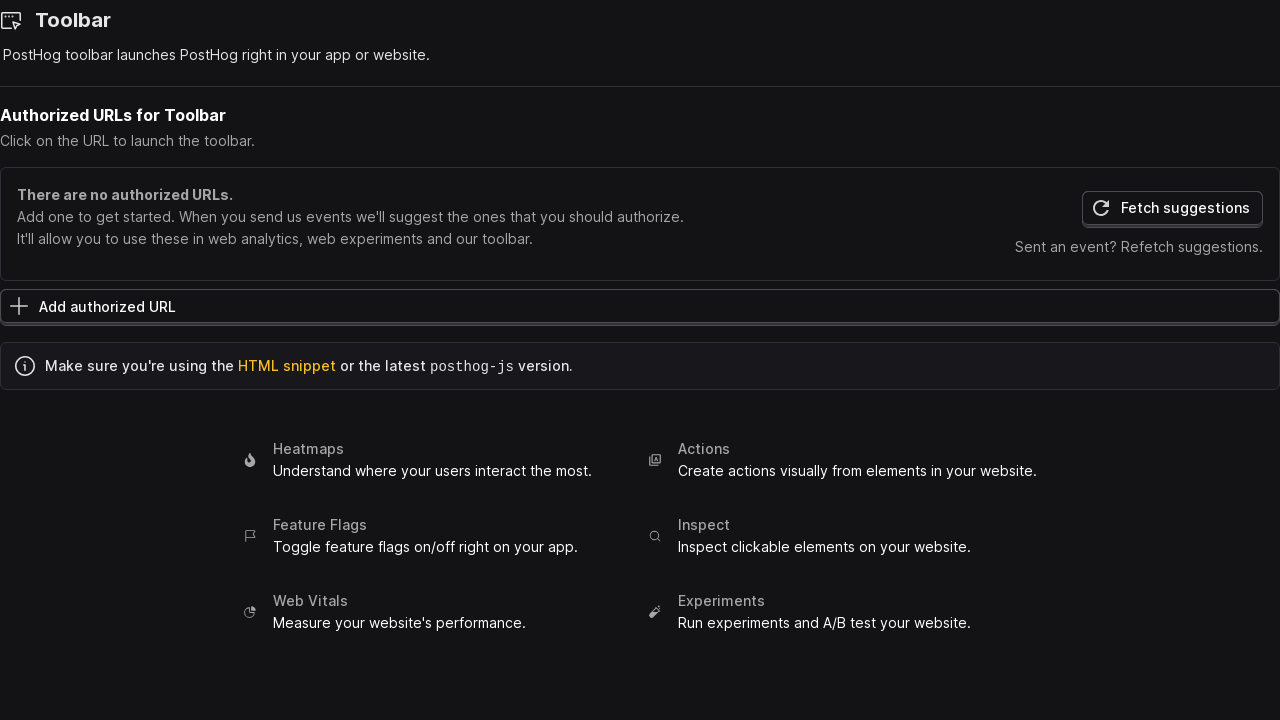 Toolbar
PostHog toolbar launches PostHog right in your app or website.
Authorized URLs for Toolbar
Click on the URL to launch the toolbar.
There are no authorized URLs.
Add one to get started. When you send us events we'll suggest the ones that you should authorize.
It'll allow you to use these in web analytics, web experiments and our toolbar.
Fetch suggestions
Sent an event? Refetch suggestions.
Add authorized URL
Make sure you're using the HTML snippet or the latest posthog-js version.
Heatmaps
Understand where your users interact the most.
Actions
Create actions visually from elements in your website.
Feature Flags
Toggle feature flags on/off right on your app.
Inspect
Inspect clickable elements on your website.
Web Vitals
Measure your website's performance.
Experiments
Run experiments and A/B test your website.